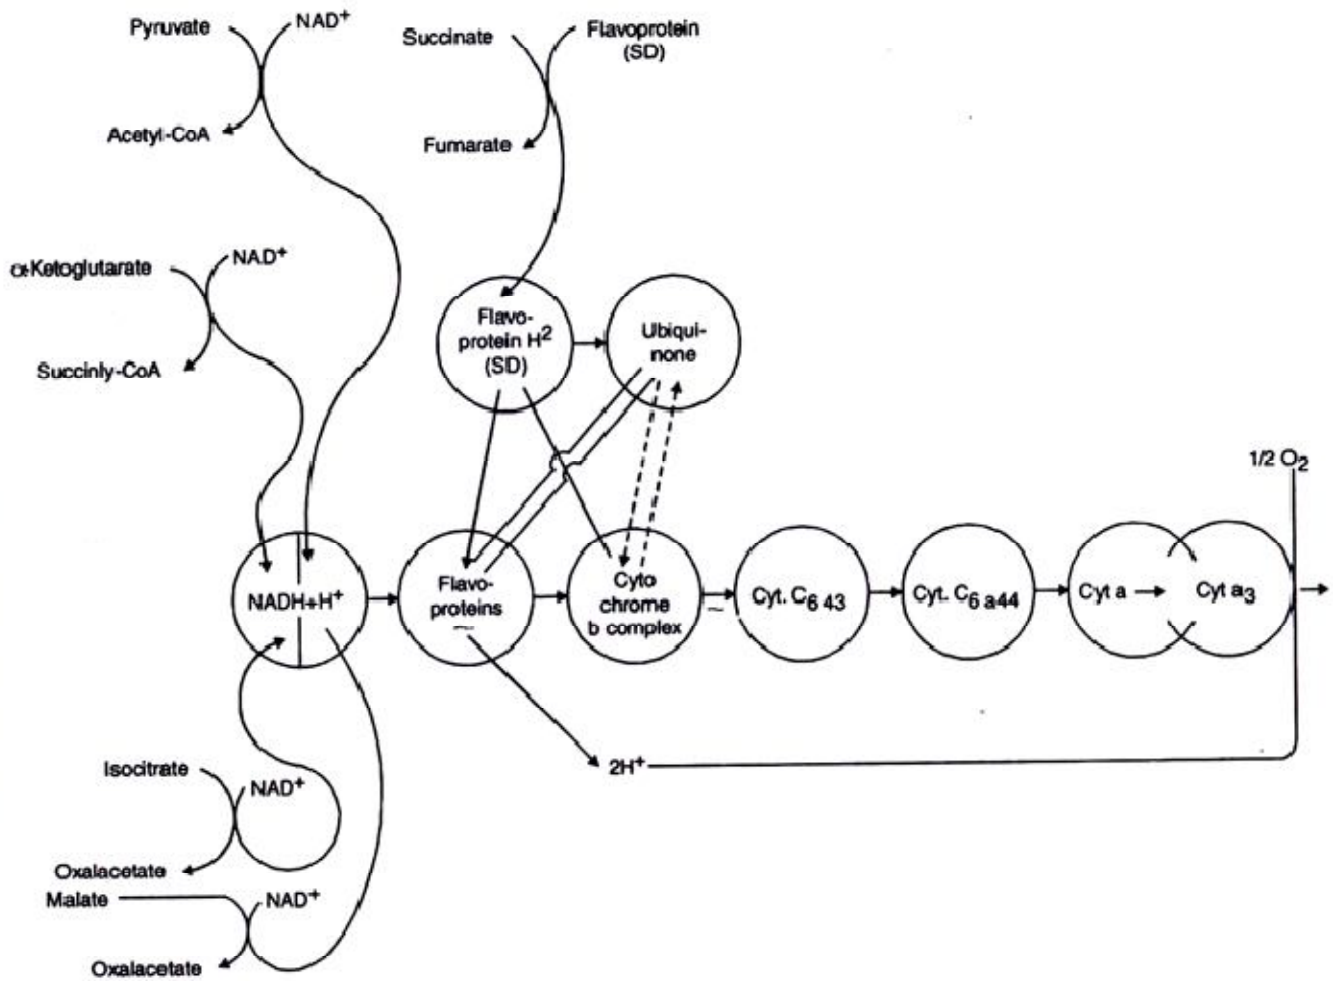 Pyruvate
NAD+
Succinate
Flavoprotein
(SD)
Acetyl-CoA
Fumarate
α-Ketoglutarate
NAD+
Succinly-CoA
Flavo-
protein H2
(SD)
Ubiqui-
none
1/2 O2
NADH+H+
Flavo-
proteins
~
Cyto
chrome
b complex
~
Cyt. C6 43
Cyt. C6 a44
Cyt a
Cyt a3
2H+
Isocitrate
NAD+
Oxalacetate
Malate
NAD+
Oxalacetate